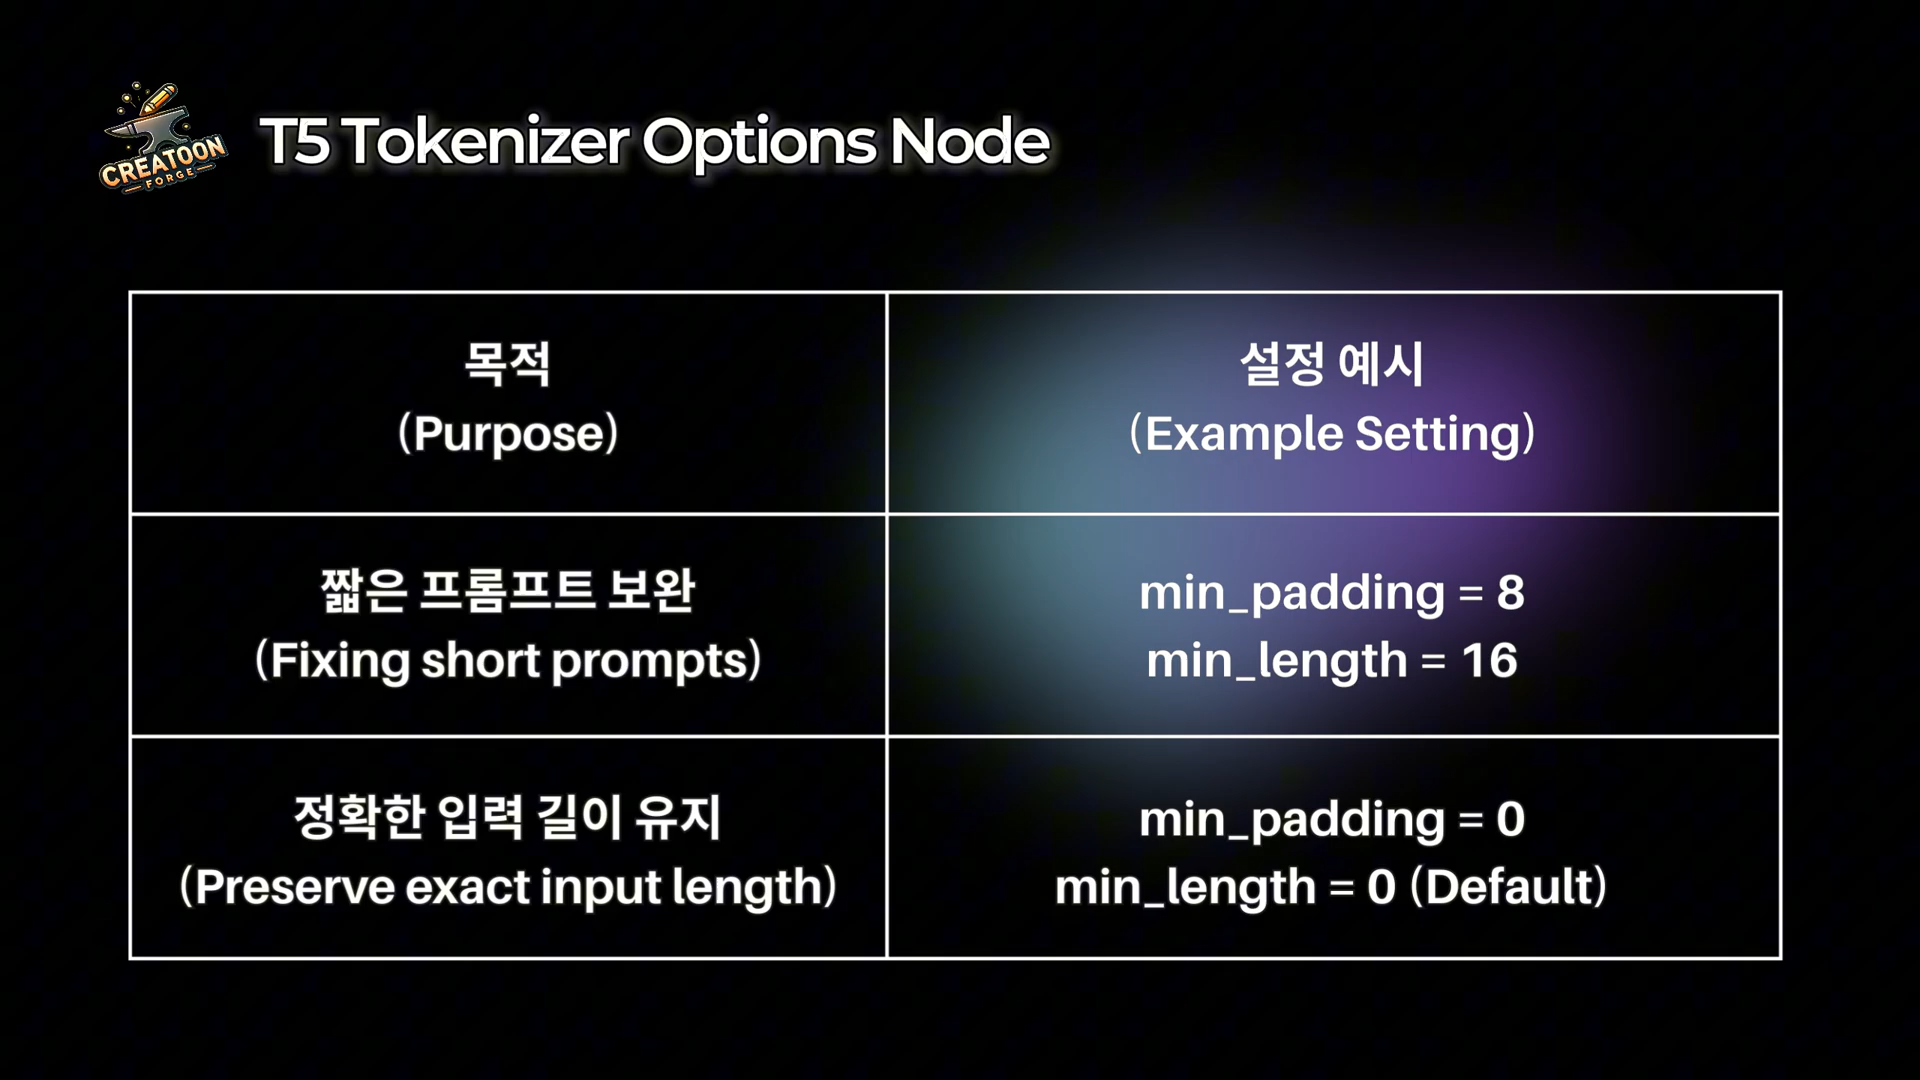 CREATOON
FORGE
T5 Tokenizer Options Node
목적
(Purpose)
설정 예시
(Example Setting)
짧은 프롬프트 보완
(Fixing short prompts)
min_padding = 8
min_length = 16
정확한 입력 길이 유지
(Preserve exact input length)
min_padding = 0
min_length = 0 (Default)